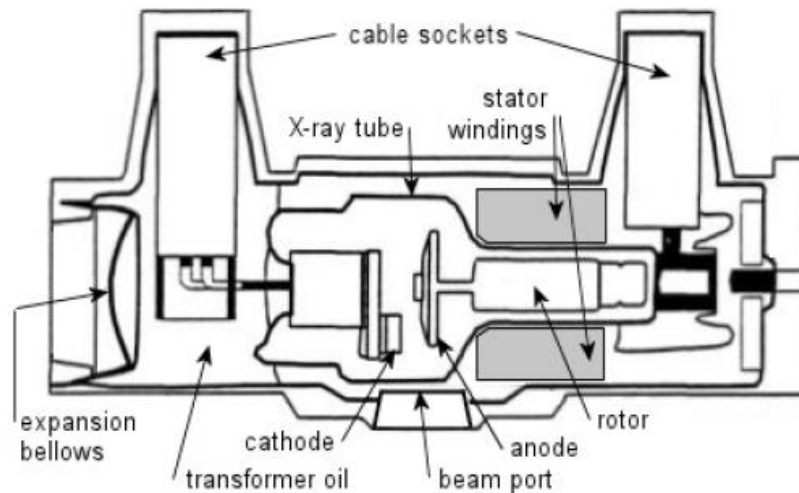 cable sockets
stator
windings
X-ray tube
expansion
bellows
cathode
anode
rotor
transformer oil
beam port